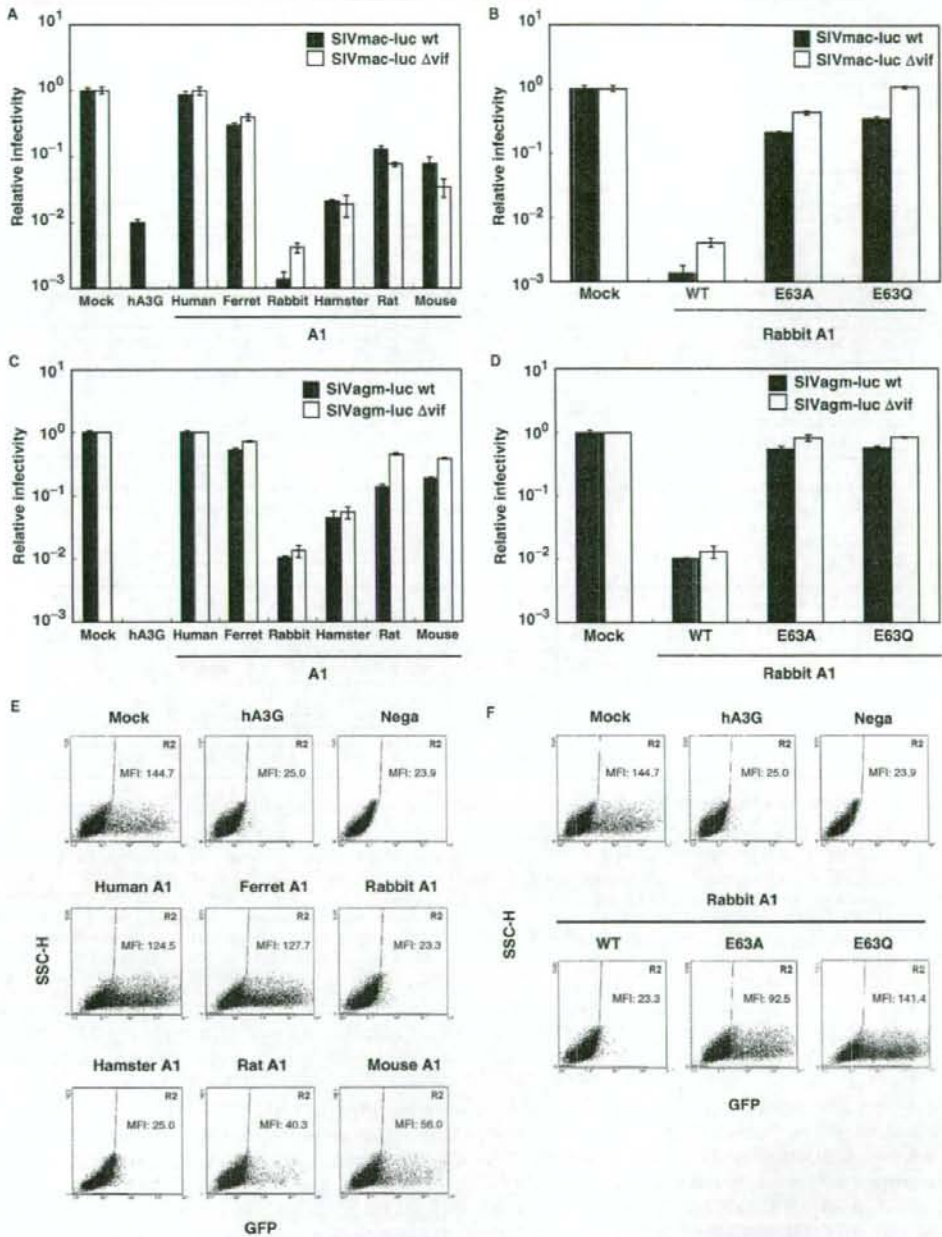 A
10^1
10^0
10^-1
10^-2
10^-3
Relative infectivity
SIVmac-luc wt
SIVmac-luc Δvif
Mock hA3G Human Ferret Rabbit Hamster Rat Mouse
A1
B
10^1
10^0
10^-1
10^-2
10^-3
Relative infectivity
SIVmac-luc wt
SIVmac-luc Δvif
Mock WT E63A E63Q
Rabbit A1
C
10^1
10^0
10^-1
10^-2
10^-3
Relative infectivity
SIVagm-luc wt
SIVagm-luc Δvif
Mock hA3G Human Ferret Rabbit Hamster Rat Mouse
A1
D
10^1
10^0
10^-1
10^-2
10^-3
Relative infectivity
SIVagm-luc wt
SIVagm-luc Δvif
Mock WT E63A E63Q
Rabbit A1
E
Mock hA3G Nega
R2 R2 R2
MFI: 144.7 MFI: 25.0 MFI: 23.9
Human A1 Ferret A1 Rabbit A1
R2 R2 R2
MFI: 124.5 MFI: 127.7 MFI: 23.3
SSC-H
Hamster A1 Rat A1 Mouse A1
R2 R2 R2
MFI: 25.0 MFI: 40.3 MFI: 56.0
GFP
F
Mock hA3G Nega
R2 R2 R2
MFI: 144.7 MFI: 25.0 MFI: 23.9
Rabbit A1
WT E63A E63Q
R2 R2 R2
MFI: 23.3 MFI: 92.5 MFI: 141.4
SSC-H
GFP